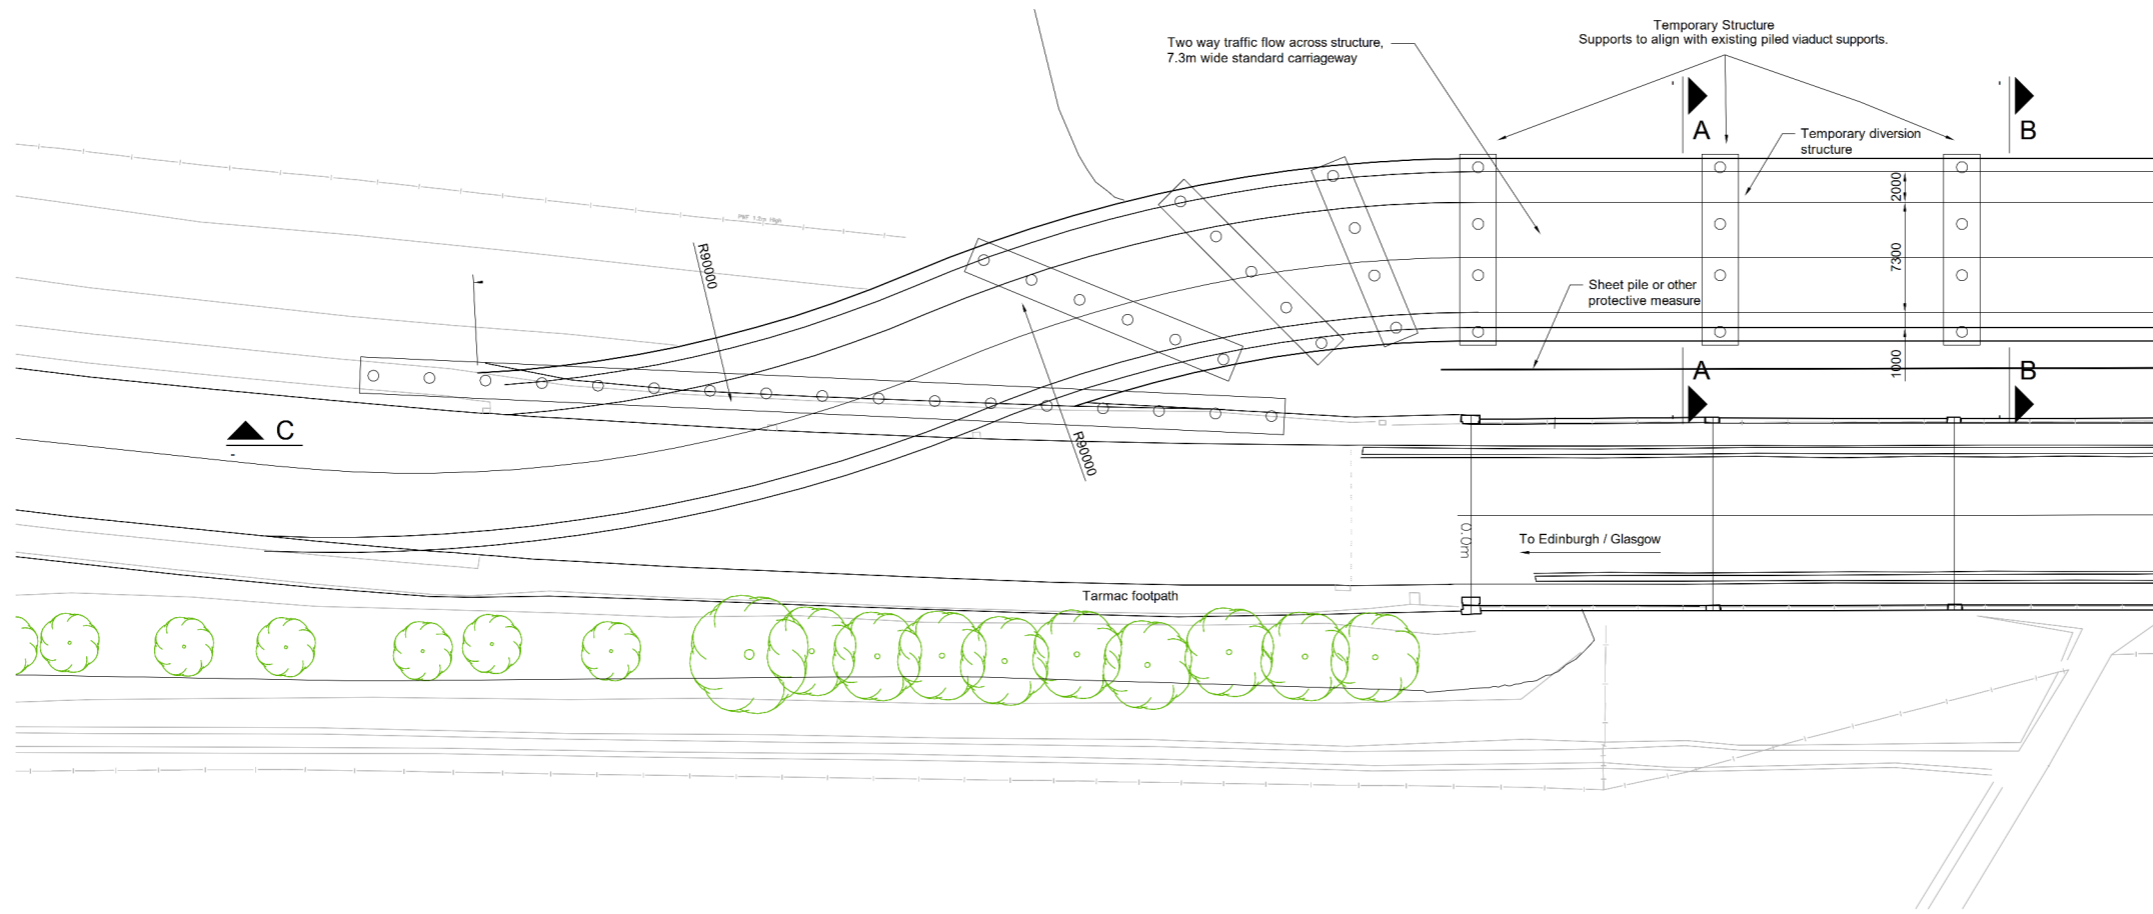 Temporary Structure
Supports to align with existing piled viaduct supports.
Two way traffic flow across structure,
7.3m wide standard carriageway
A
B
Temporary diversion
structure
2000
7300
1000
R90000
Sheet pile or other
protective measure
A
B
C
R90000
0.0m
To Edinburgh / Glasgow
Tarmac footpath